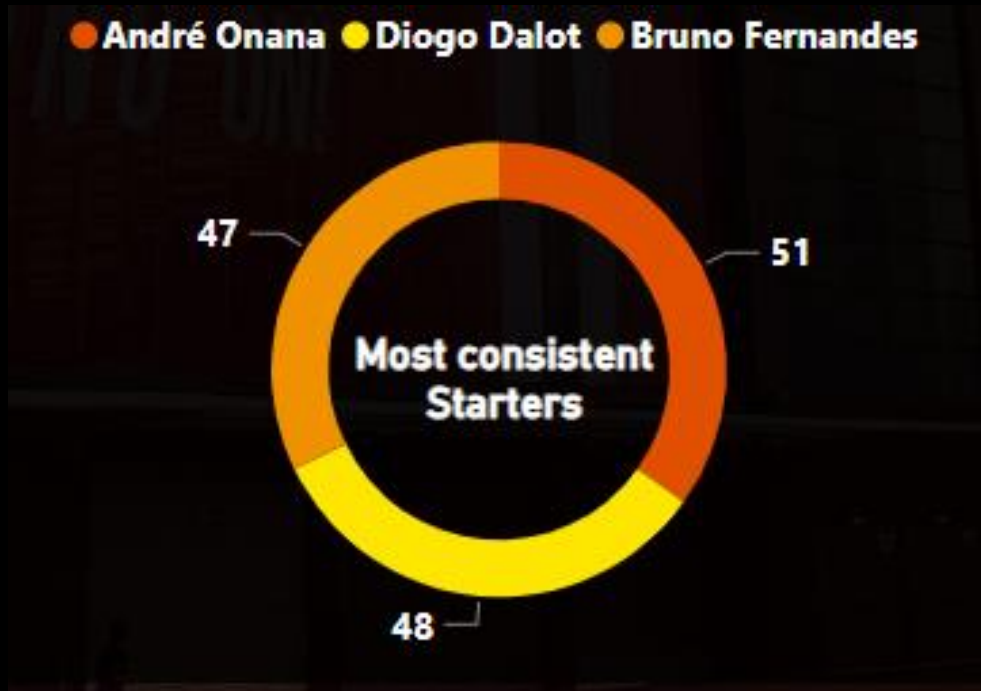 André Onana Diogo Dalot Bruno Fernandes
47
51
Most consistent
Starters
48